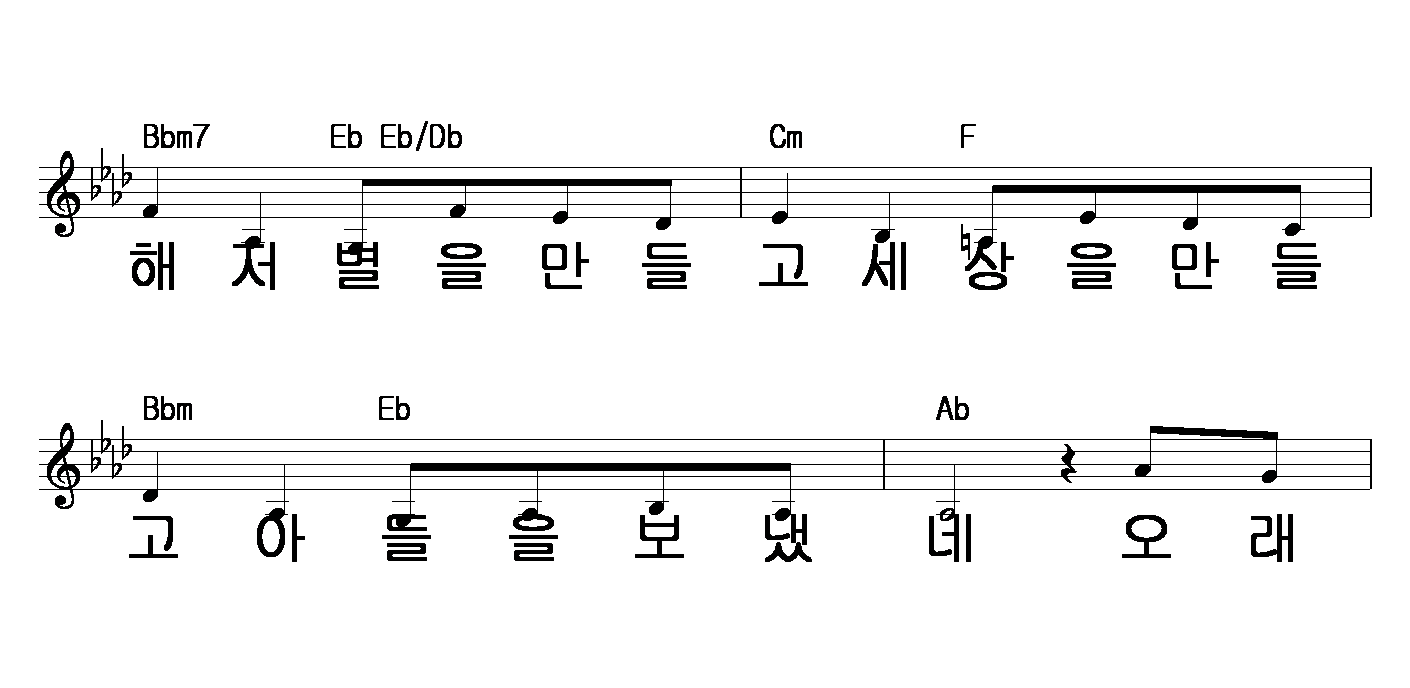 Bbm7 Eb Eb/Db Cm F
해 저 별 을 만 들 고 세 상 을 만 들
Bbm Eb Ab
고 아 들 을 보 냈 네 오 래